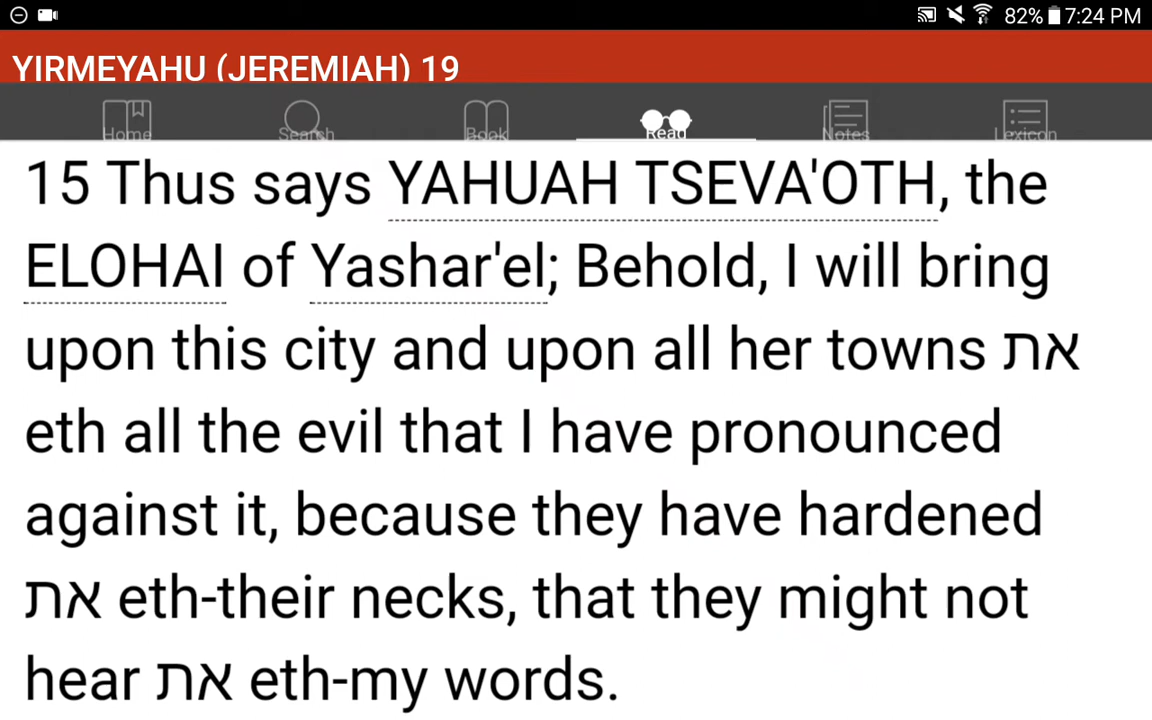 82% 7:24 PM
YIRMEYAHU (JEREMIAH) 19
Home Search Book Read Notes Lexicon
15 Thus says YAHUAH TSEVA'OTH, the
ELOHAI of Yashar'el; Behold, I will bring
upon this city and upon all her towns את
eth all the evil that I have pronounced
against it, because they have hardened
את eth-their necks, that they might not
hear את eth-my words.